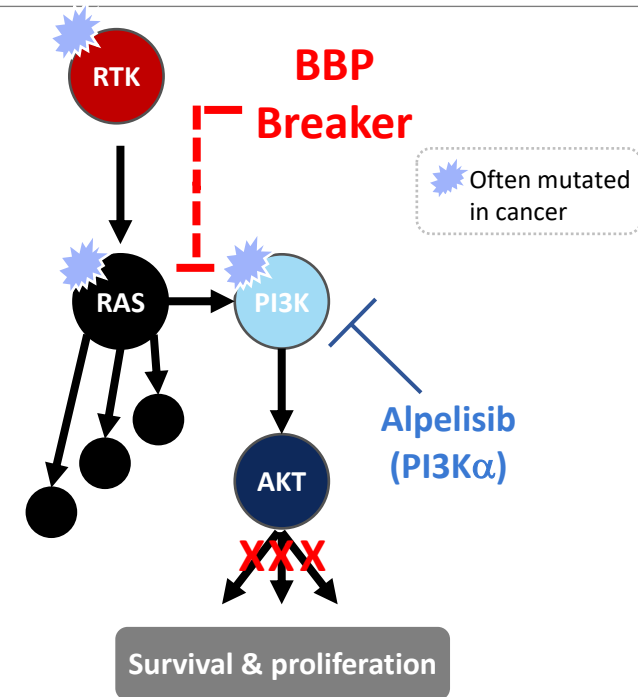 RTK
BBP
Breaker
Often mutated
in cancer
RAS
PI3K
Alpelisib
(PI3Kα)
AKT
XXX
Survival & proliferation